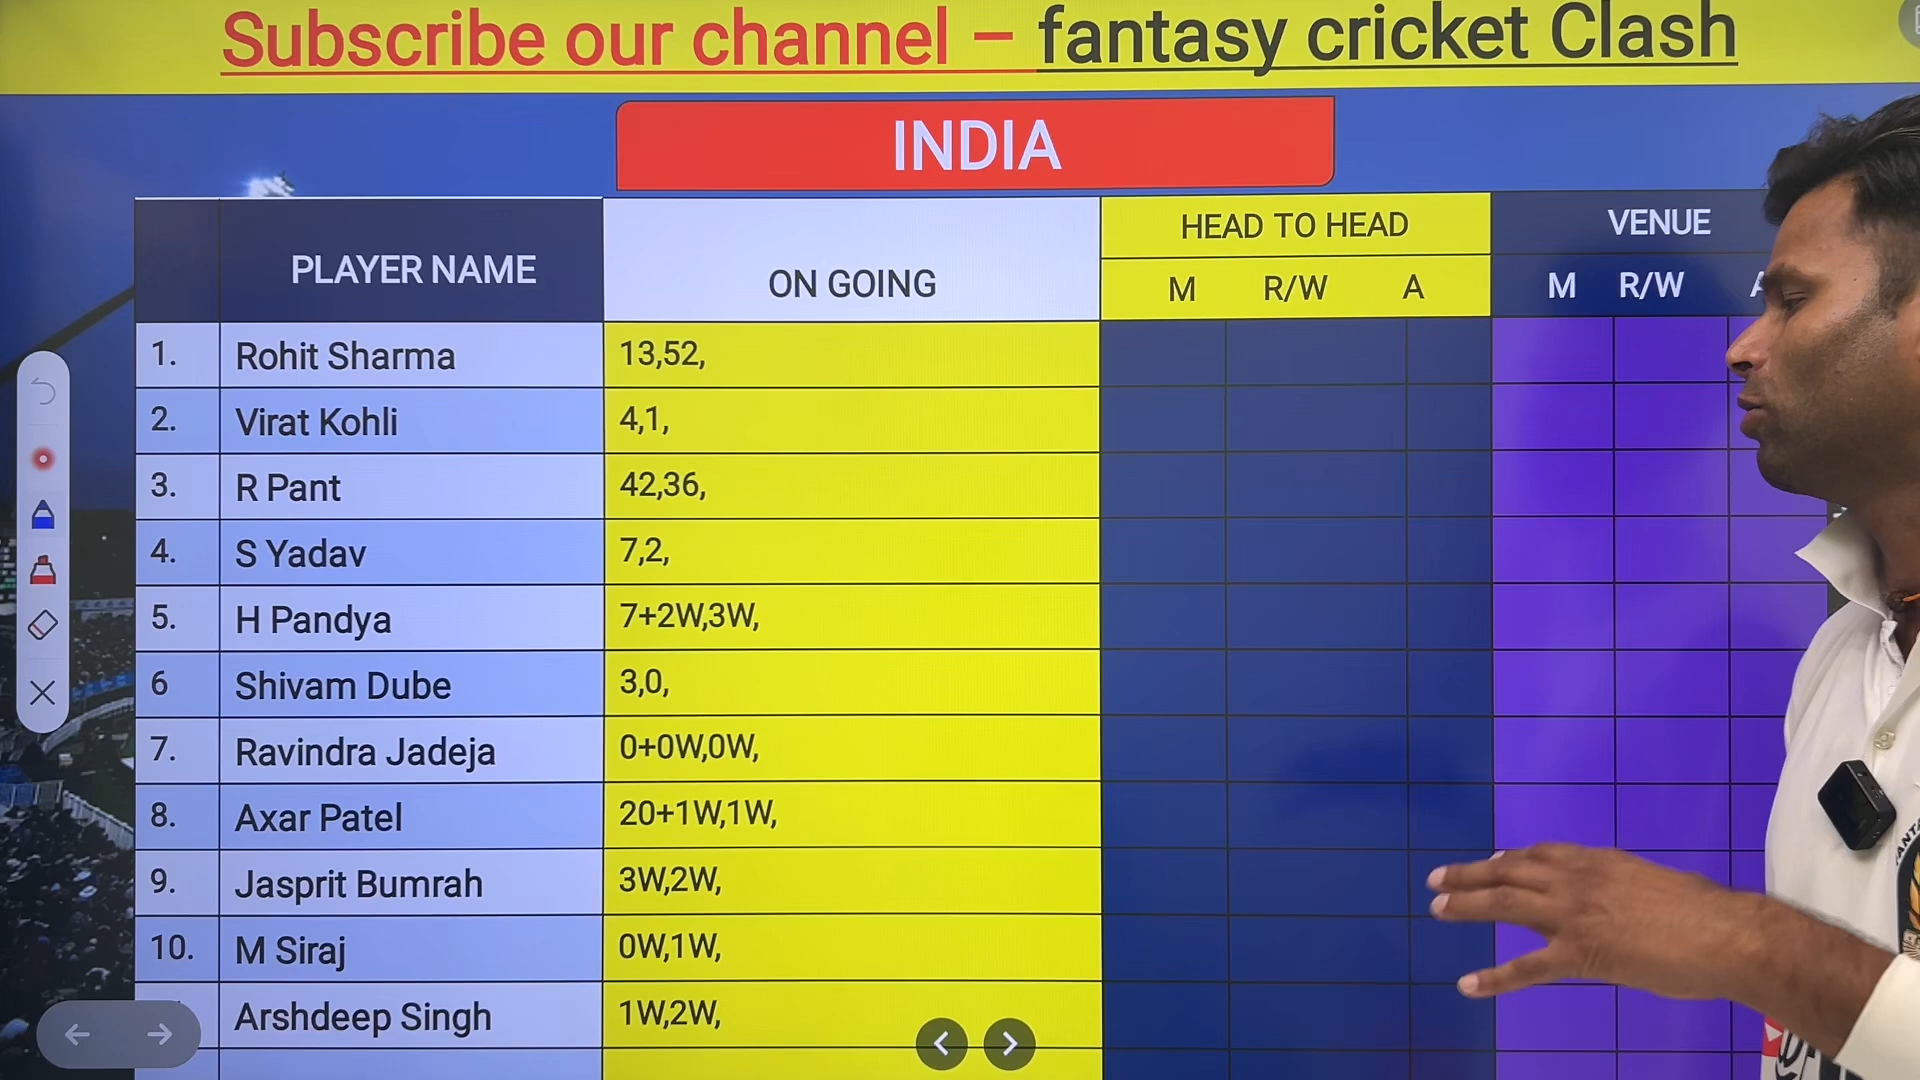 Subscribe our channel – fantasy cricket Clash
INDIA
PLAYER NAME
ON GOING
HEAD TO HEAD
VENUE
M R/W A
M R/W
1. Rohit Sharma 13,52,
2. Virat Kohli 4,1,
3. R Pant 42,36,
4. S Yadav 7,2,
5. H Pandya 7+2W,3W,
6 Shivam Dube 3,0,
7. Ravindra Jadeja 0+0W,0W,
8. Axar Patel 20+1W,1W,
9. Jasprit Bumrah 3W,2W,
10. M Siraj 0W,1W,
Arshdeep Singh 1W,2W,